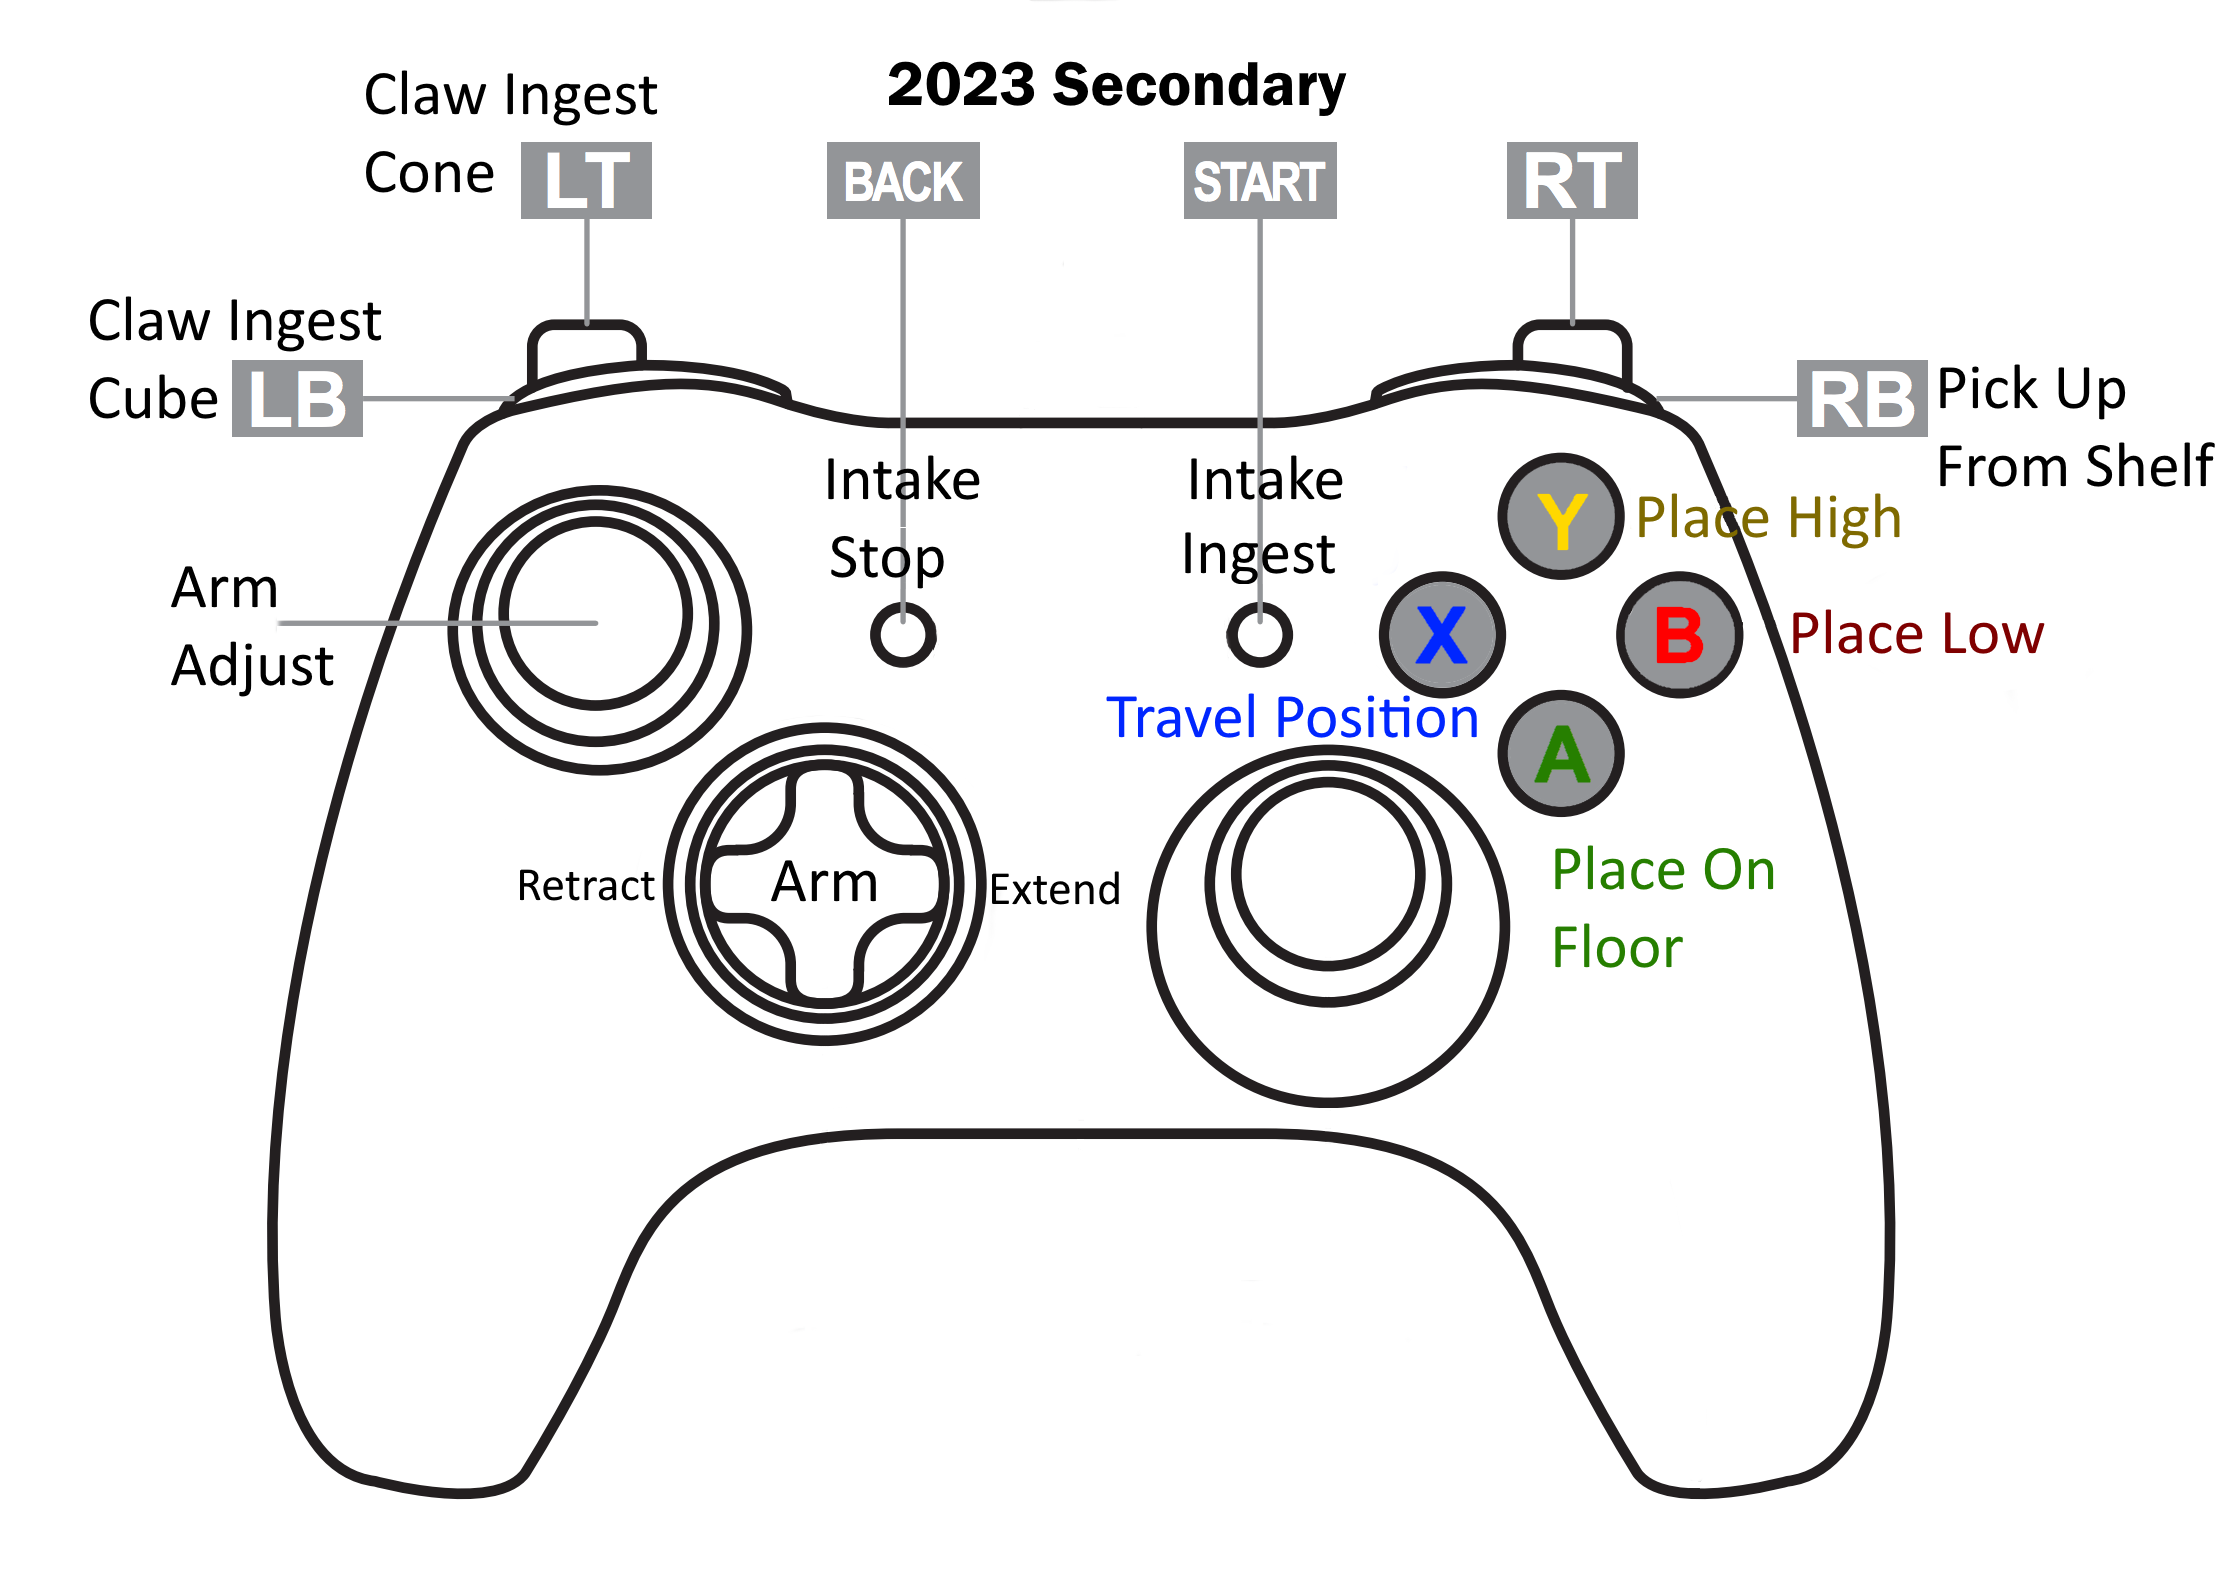 2023 Secondary
Claw Ingest
Cone LT
BACK
START
RT
Claw Ingest
Cube LB
RB Pick Up
From Shelf
Intake
Stop
Intake
Ingest
Y Place High
Arm
Adjust
X
B Place Low
Travel Position
A
Place On
Floor
Retract Arm Extend